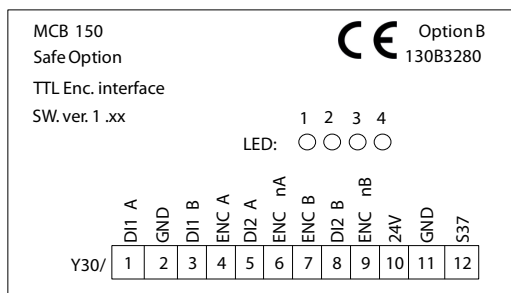 MCB 150
Safe Option
TTL Enc. interface
SW. ver. 1 .xx
CE
Option B
130B3280
1 2 3 4
LED:
DI1 A
GND
DI1 B
ENC A
DI2 A
ENC nA
ENC B
DI2 B
ENC nB
24V
GND
S37
Y30/ 1 2 3 4 5 6 7 8 9 10 11 12